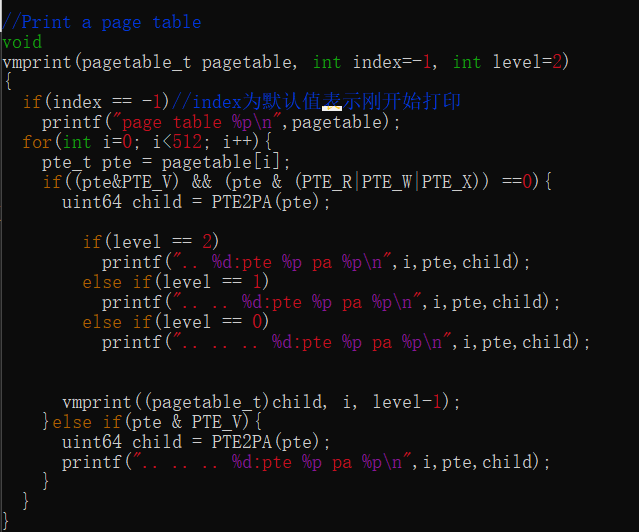 //Print a page table
void
vmprint(pagetable_t pagetable, int index=-1, int level=2)
{
  if(index == -1)//index为默认值表示刚开始打印
    printf("page table %p\n",pagetable);
  for(int i=0; i<512; i++){
    pte_t pte = pagetable[i];
    if((pte&PTE_V) && (pte & (PTE_R|PTE_W|PTE_X)) ==0){
      uint64 child = PTE2PA(pte);
        if(level == 2)
          printf(".. %d:pte %p pa %p\n",i,pte,child);
        else if(level == 1)
          printf(".. .. %d:pte %p pa %p\n",i,pte,child);
        else if(level == 0)
          printf(".. .. .. %d:pte %p pa %p\n",i,pte,child);
      vmprint((pagetable_t)child, i, level-1);
    }else if(pte & PTE_V){
      uint64 child = PTE2PA(pte);
      printf(".. .. .. %d:pte %p pa %p\n",i,pte,child);
    }
  }
}